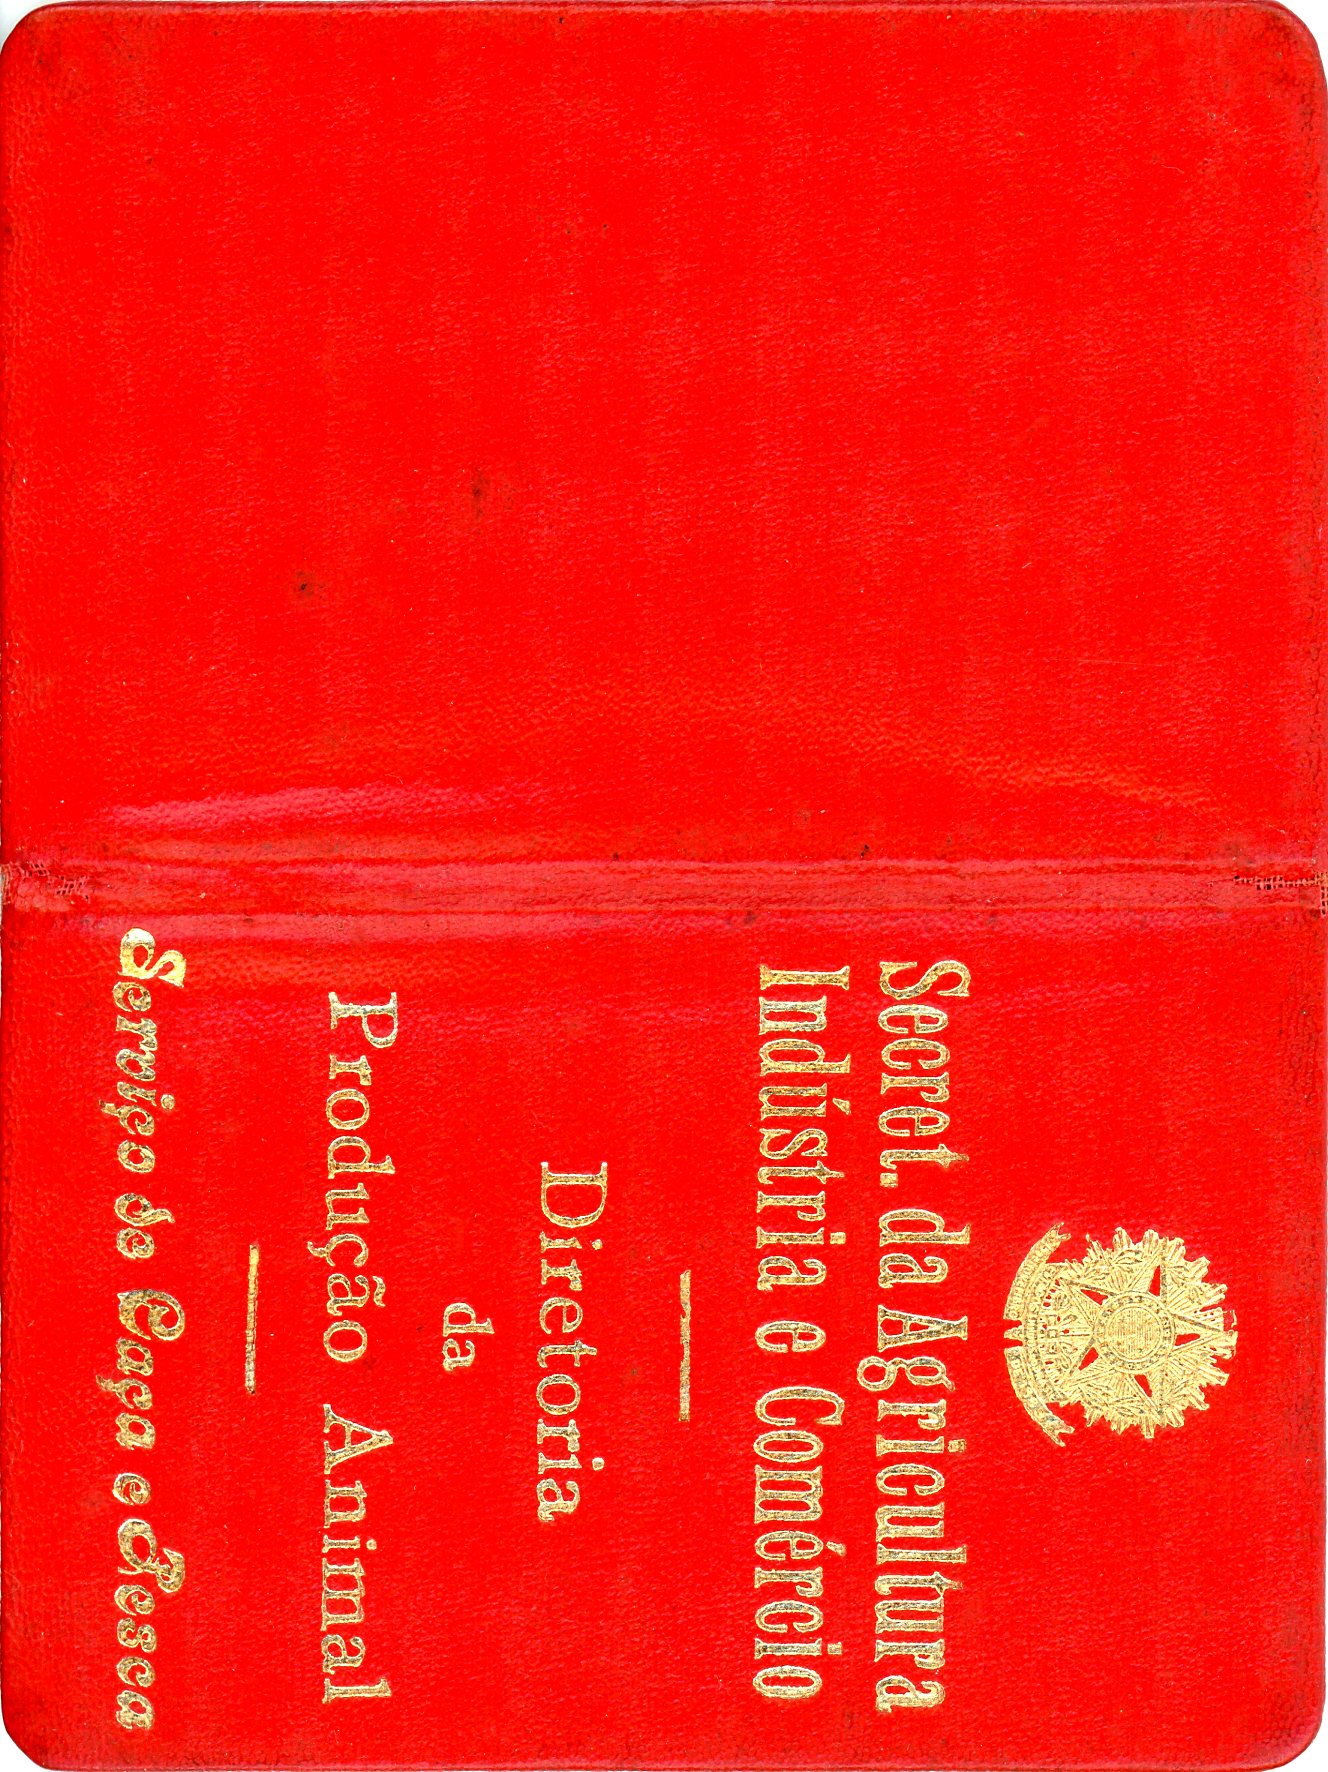 Secret. da Agricultura
Indústria e Comércio
Diretoria
da
Produção Animal
Serviço de Caça e Pesca